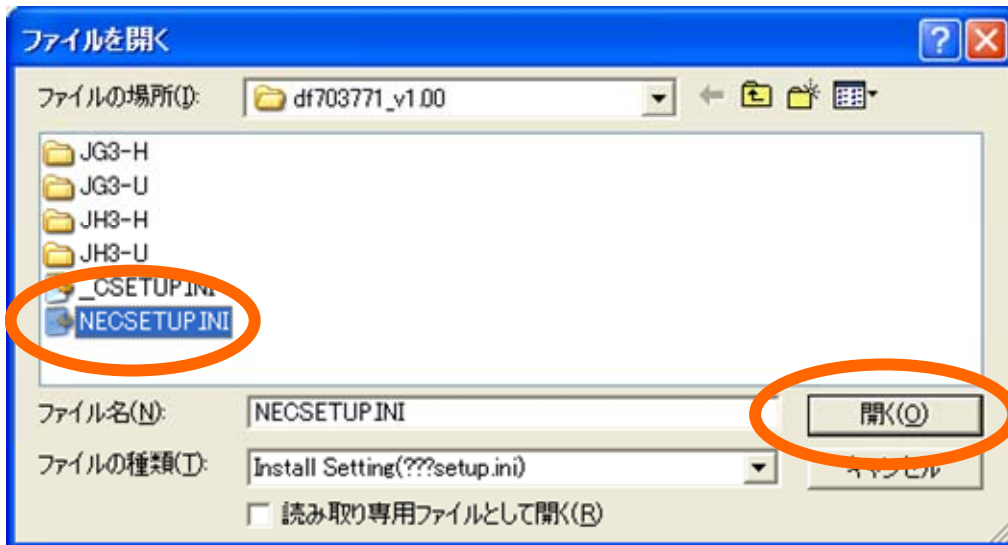 ファイルを開く
ファイルの場所(I):
df703771_v1.00
JG3-H
JG3-U
JH3-H
JH3-U
_CSETUP.INI
NECSETUP.INI
ファイル名(N):
NECSETUP.INI
開く(O)
ファイルの種類(T):
Install Setting(???setup.ini)
キャンセル
読み取り専用ファイルとして開く(R)